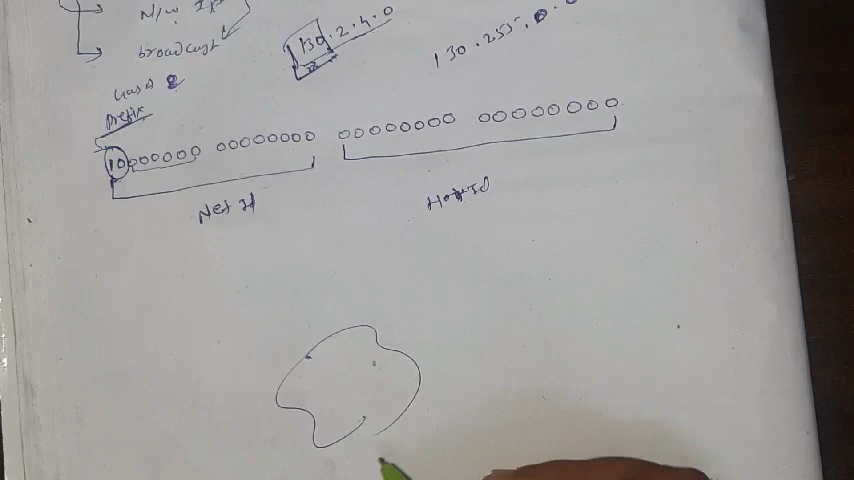 N/w IP
broadcast
130.2.4.0
130.255.0.0
Class
Prefix
10000000 00000000 00000000 00000000
Net Id
Host Id